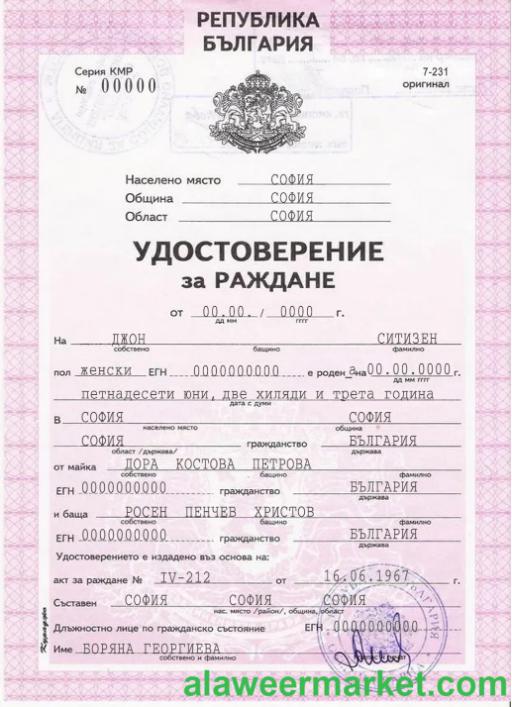 РЕПУБЛИКА
БЪЛГАРИЯ
Серия КМР
№ 00000
7-231
оригинал
Населено място СОФИЯ
Община СОФИЯ
Област СОФИЯ
УДОСТОВЕРЕНИЕ
за РАЖДАНЕ
от 00.00. / 0000 г.
дд мм гггг
На ДЖОН СИТИЗЕН
собствено бащино фамилно
пол женски ЕГН 0000000000 е роден а на 00.00.0000 г.
дд мм гггг
петнадесети юни, две хиляди и трета година
дата с думи
В СОФИЯ СОФИЯ
населено място община
СОФИЯ гражданство БЪЛГАРИЯ
област /държава/ държава
от майка ДОРА КОСТОВА ПЕТРОВА
собствено бащино фамилно
ЕГН 0000000000 гражданство БЪЛГАРИЯ
държава
и баща РОСЕН ПЕНЧЕВ ХРИСТОВ
собствено бащино фамилно
ЕГН 0000000000 гражданство БЪЛГАРИЯ
държава
Удостоверението е издадено въз основа на:
акт за раждане № IV-212 от 16.06.1967 г.
Съставен СОФИЯ СОФИЯ СОФИЯ
нас. място /район/, община, област
Длъжностно лице по гражданско състояние ЕГН 0000000000
Име БОРЯНА ГЕОРГИЕВА
собствено и фамилно
alaweermarket.com